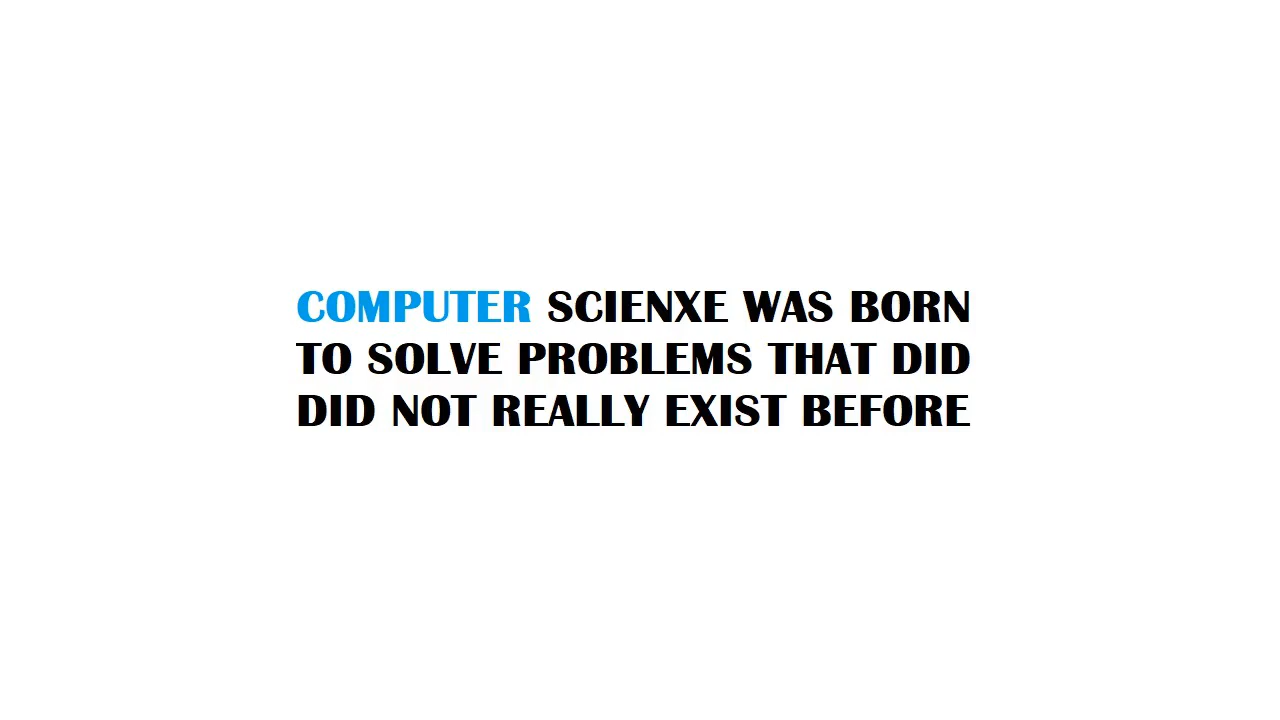 COMPUTER SCIENXE WAS BORN
TO SOLVE PROBLEMS THAT DID
DID NOT REALLY EXIST BEFORE